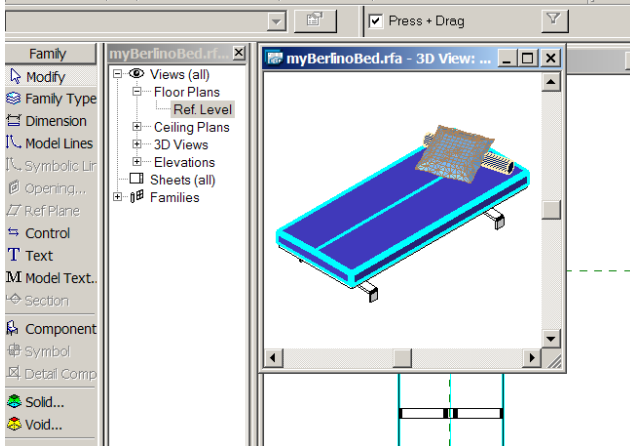 Press + Drag
Family
Modify
Family Type
Dimension
Model Lines
Symbolic Lin
Opening...
Ref Plane
Control
Text
Model Text..
Section
Component
Symbol
Detail Comp
Solid...
Void...
myBerlinoBed.rf...
Views (all)
Floor Plans
Ref. Level
Ceiling Plans
3D Views
Elevations
Sheets (all)
Families
myBerlinoBed.rfa - 3D View: ...